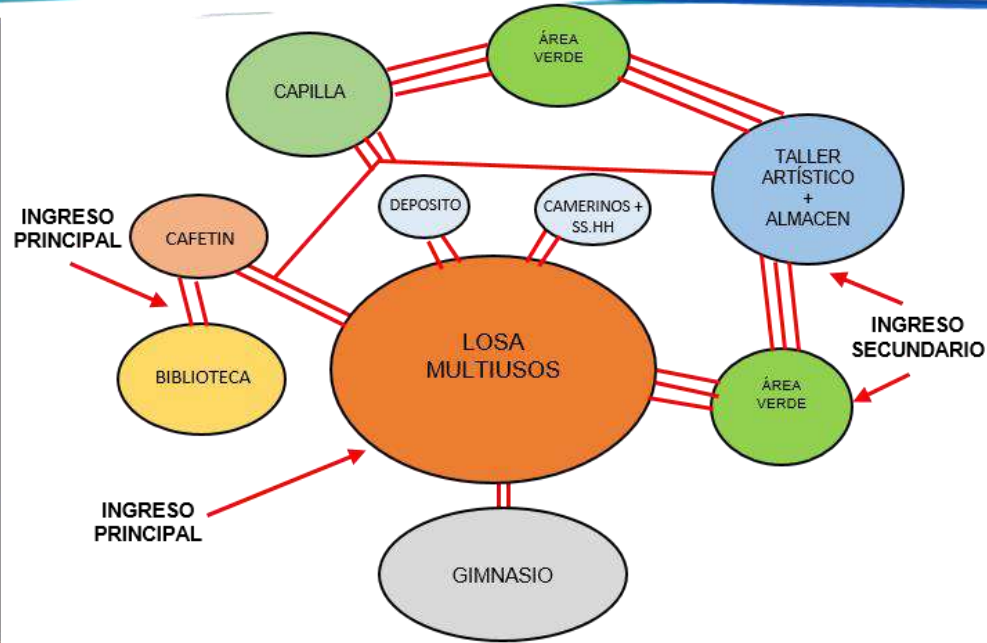 ÁREA
VERDE
CAPILLA
TALLER
ARTÍSTICO
+
ALMACEN
DEPOSITO
CAMERINOS +
SS.HH
INGRESO
PRINCIPAL
CAFETIN
LOSA
MULTIUSOS
INGRESO
SECUNDARIO
BIBLIOTECA
ÁREA
VERDE
INGRESO
PRINCIPAL
GIMNASIO